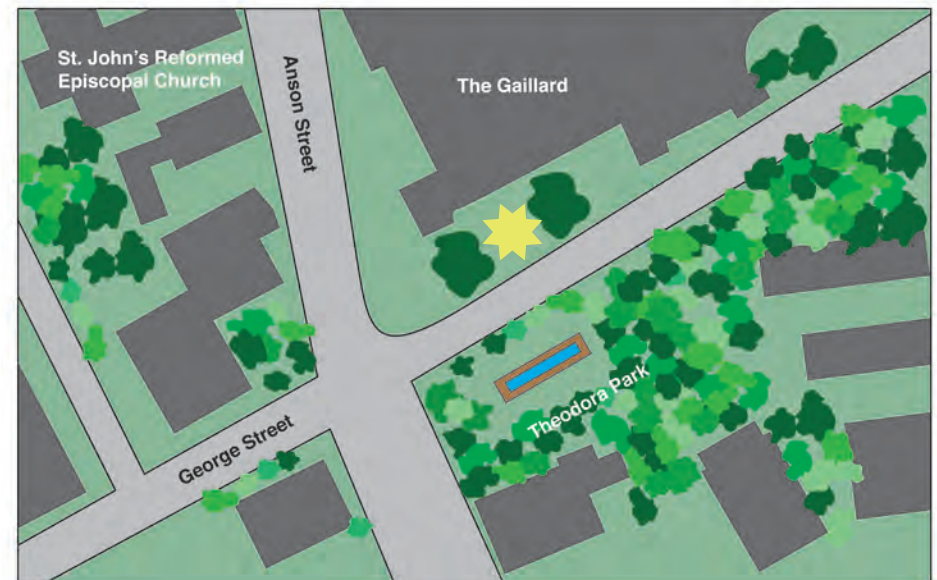 St. John's Reformed
Episcopal Church
Anson Street
The Gaillard
Theodora Park
George Street